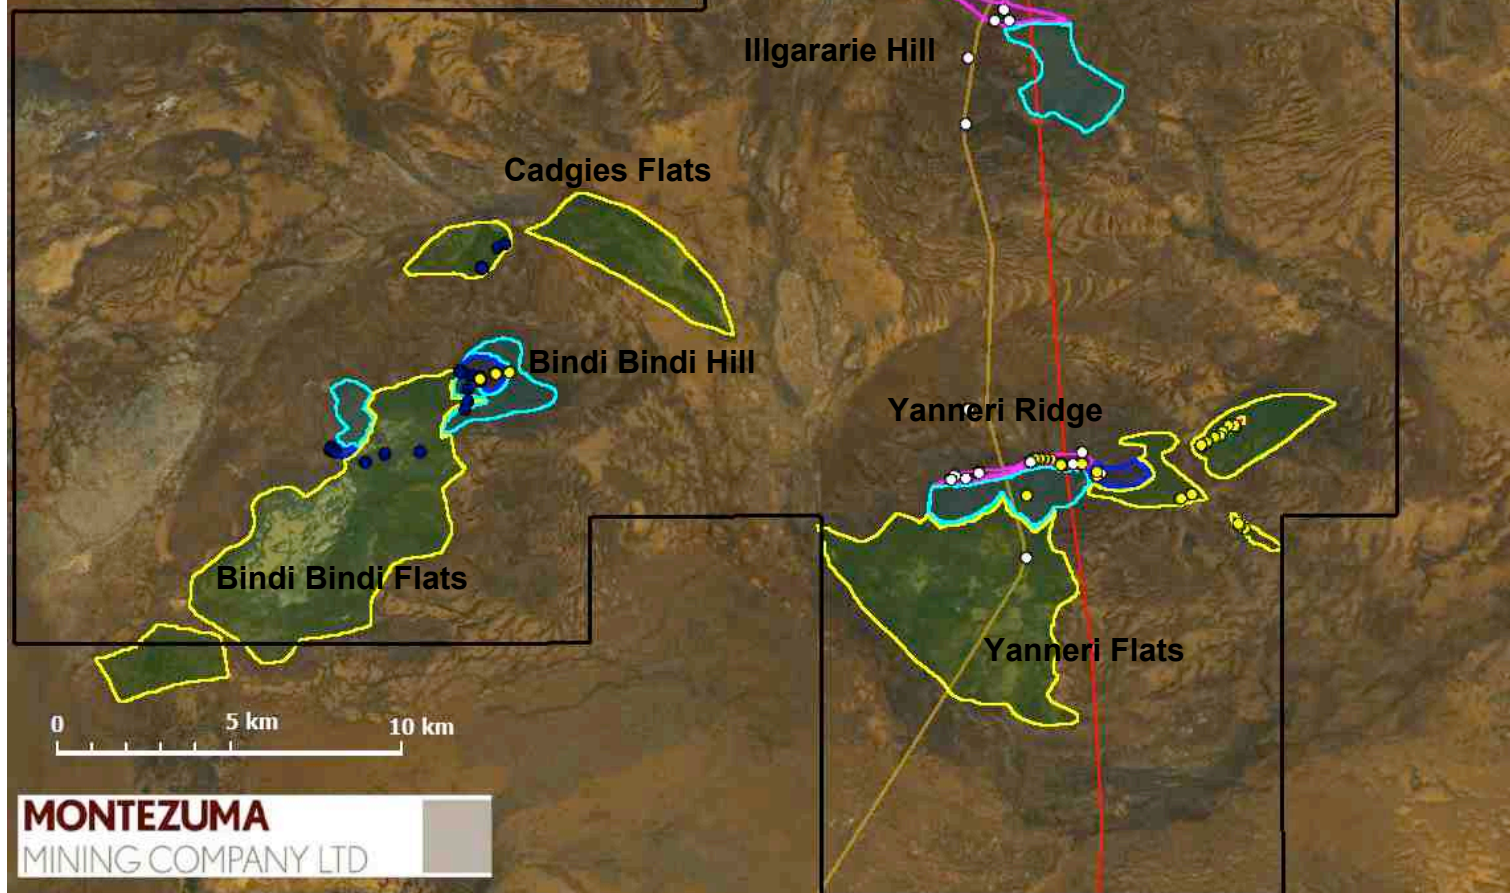 Illgararie Hill
Cadgies Flats
Bindi Bindi Hill
Yanneri Ridge
Bindi Bindi Flats
Yanneri Flats
0 5 km 10 km
MONTEZUMA
MINING COMPANY LTD